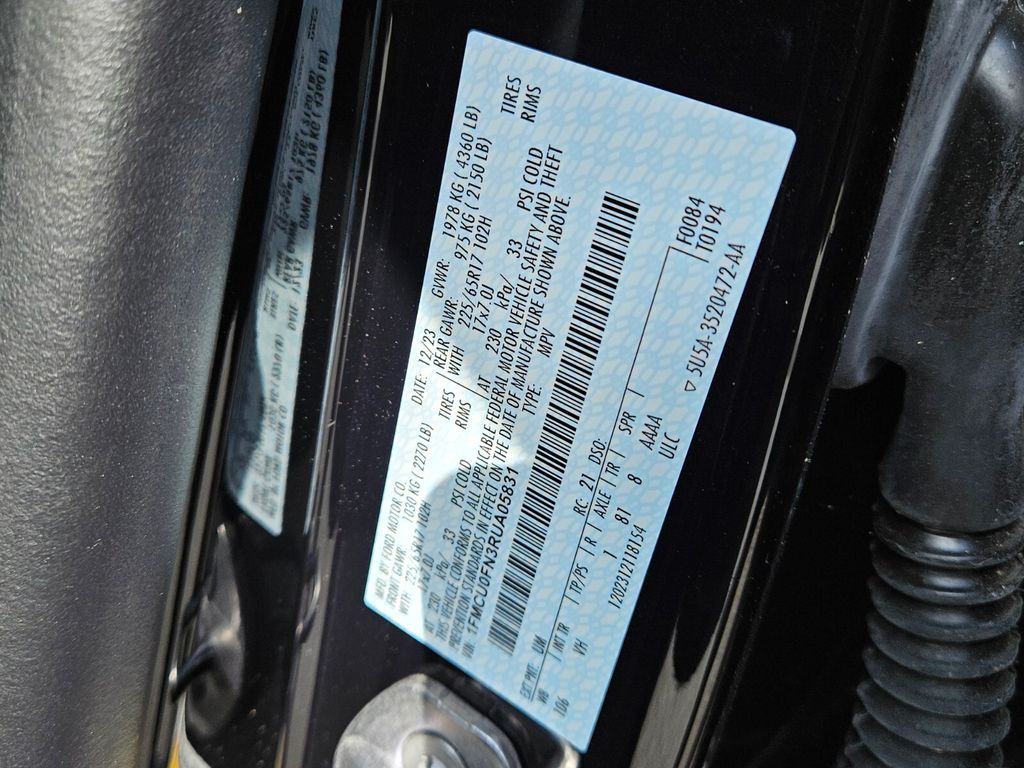 MFD. BY FORD MOTOR CO. DATE: 12/23 GVWR: 1978 KG ( 4360 LB)
FRONT GAWR: 1030 KG ( 2270 LB) REAR GAWR: 975 KG ( 2150 LB)
WITH 225/65R17 102H TIRES WITH 225/65R17 102H TIRES
17x7.0J RIMS 17x7.0J RIMS
AT 230 kPa/ 33 PSI COLD AT 230 kPa/ 33 PSI COLD
THIS VEHICLE CONFORMS TO ALL APPLICABLE FEDERAL MOTOR VEHICLE SAFETY AND THEFT
PREVENTION STANDARDS IN EFFECT ON THE DATE OF MANUFACTURE SHOWN ABOVE.
VIN: 1FMCU0FN3RUA05831 TYPE: MPV
EXT PNT: UM RC: 21 DSO: F0084
WB INT TR TP/PS R AXLE TR SPR T0194
106 VH 1 81 8 AAAA
12023121218154 ULC
▽ 5U5A-3520472-AA